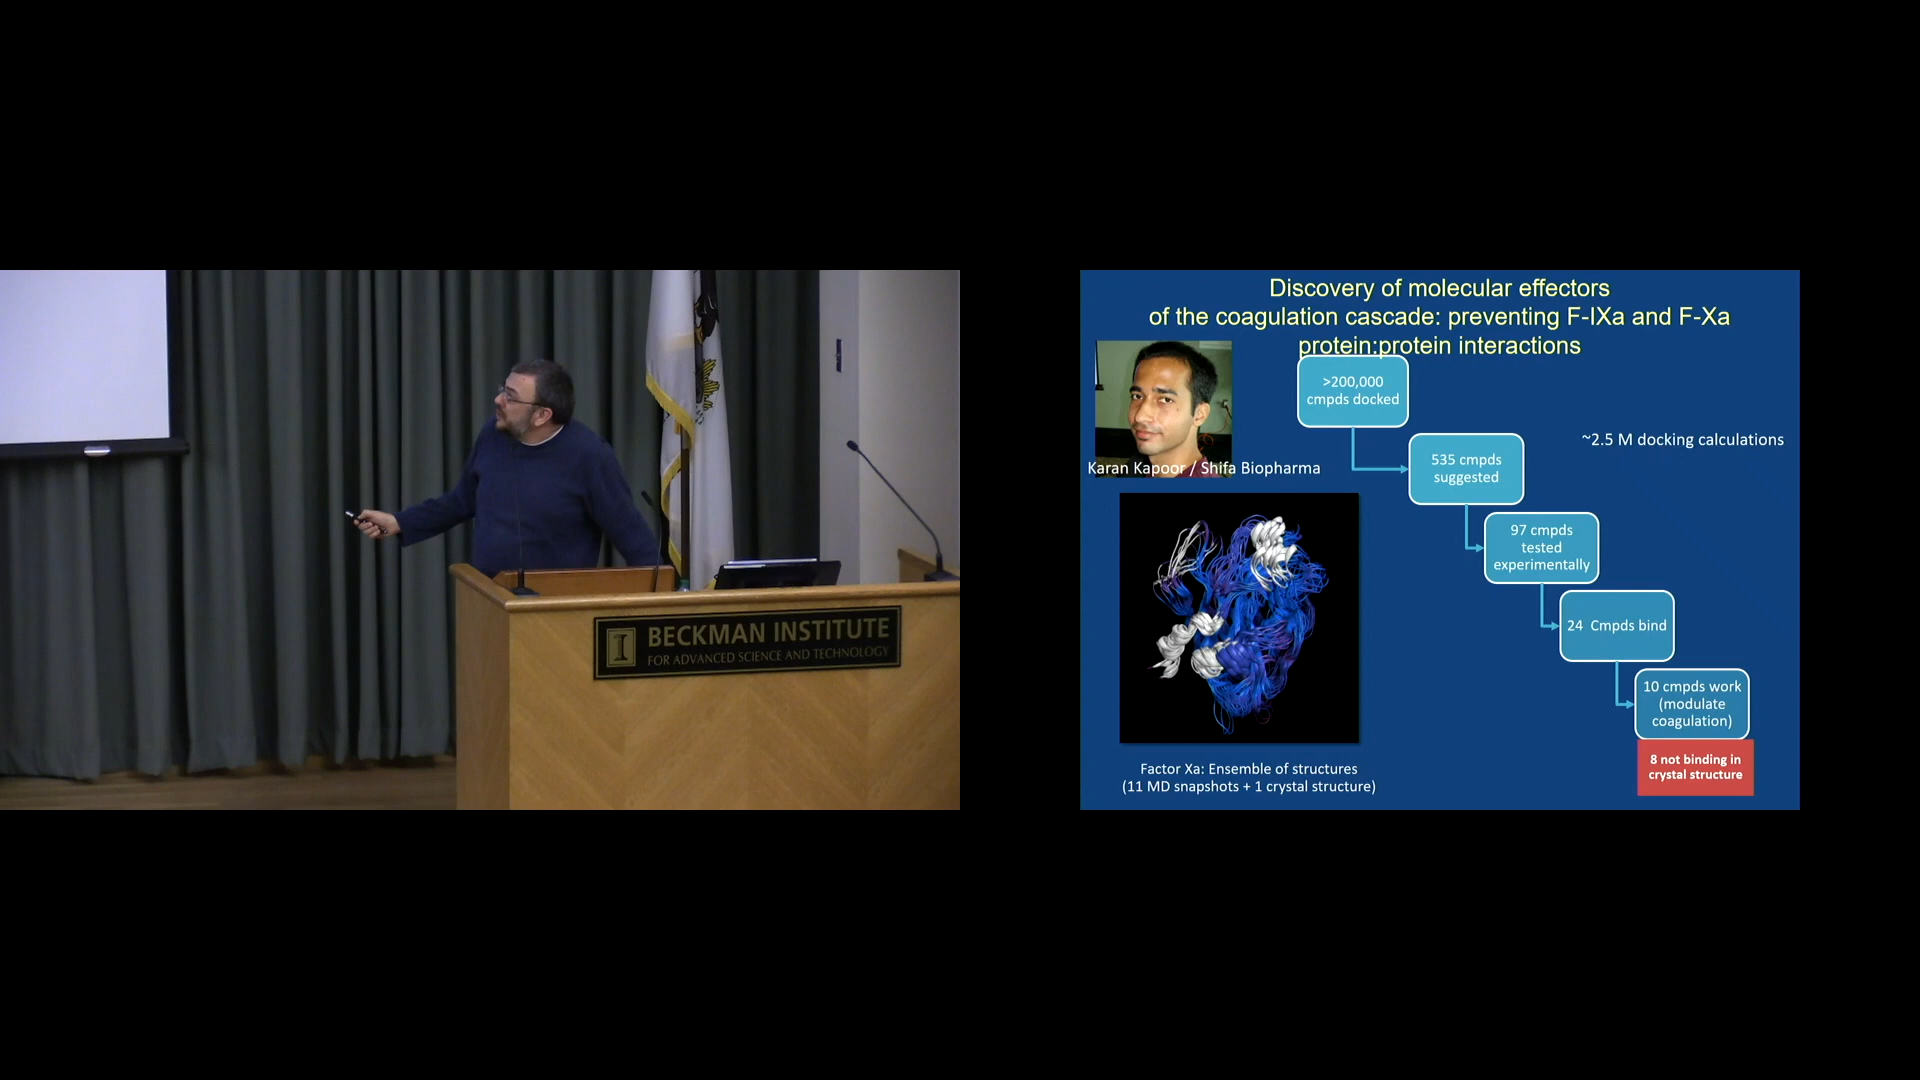 BECKMAN INSTITUTE
FOR ADVANCED SCIENCE AND TECHNOLOGY
Discovery of molecular effectors
of the coagulation cascade: preventing F-IXa and F-Xa
protein:protein interactions
>200,000
cmpds docked
~2.5 M docking calculations
535 cmpds
suggested
Karan Kapoor / Shifa Biopharma
97 cmpds
tested
experimentally
24 Cmpds bind
10 cmpds work
(modulate
coagulation)
8 not binding in
crystal structure
Factor Xa: Ensemble of structures
(11 MD snapshots + 1 crystal structure)